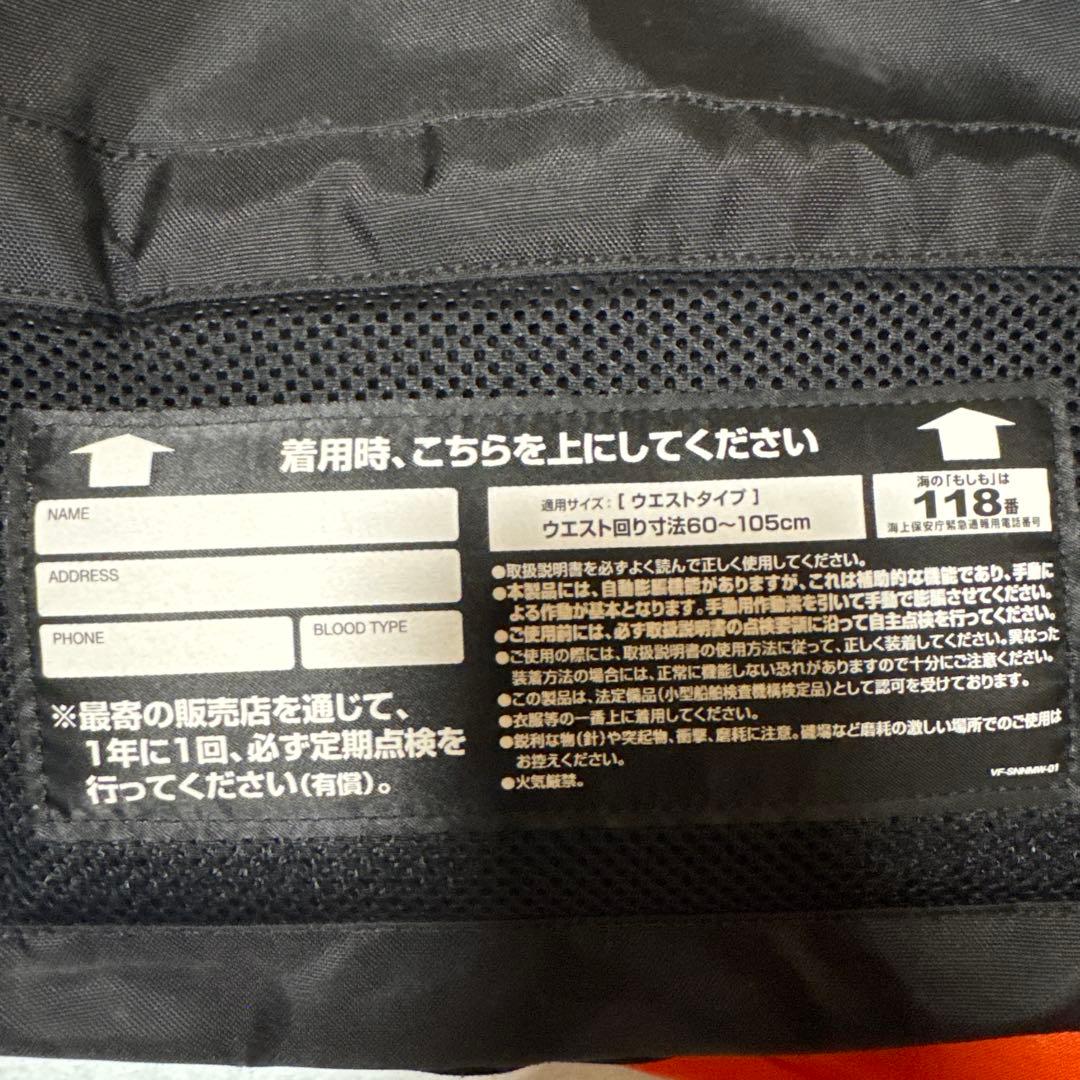 着用時、こちらを上にしてください
NAME
ADDRESS
PHONE
BLOOD TYPE
※最寄の販売店を通じて、
1年に1回、必ず定期点検を
行ってください(有償)。
適用サイズ:[ ウエストタイプ ]
ウエスト回り寸法60〜105cm
海の「もしも」は
118番
海上保安庁緊急通報用電話番号
●取扱説明書を必ずよく読んで正しく使用してください。
●本製品には、自動膨脹機能がありますが、これは補助的な機能であり、手動に
よる作動が基本となります。手動用作動索を引いて手動で膨脹させてください。
●ご使用前には、必ず取扱説明書の点検要領に沿って自主点検を行ってください。
●ご使用の際には、取扱説明書の使用方法に従って、正しく装着してください。異なった
装着方法の場合には、正常に機能しない恐れがありますので十分にご注意ください。
●この製品は、法定備品(小型船舶検査機構検定品)として認可を受けております。
●衣服等の一番上に着用してください。
●鋭利な物(針)や突起物、衝撃、磨耗に注意。磯場など磨耗の激しい場所でのご使用は
お控えください。
●火気厳禁。
VF-SNNMW-01